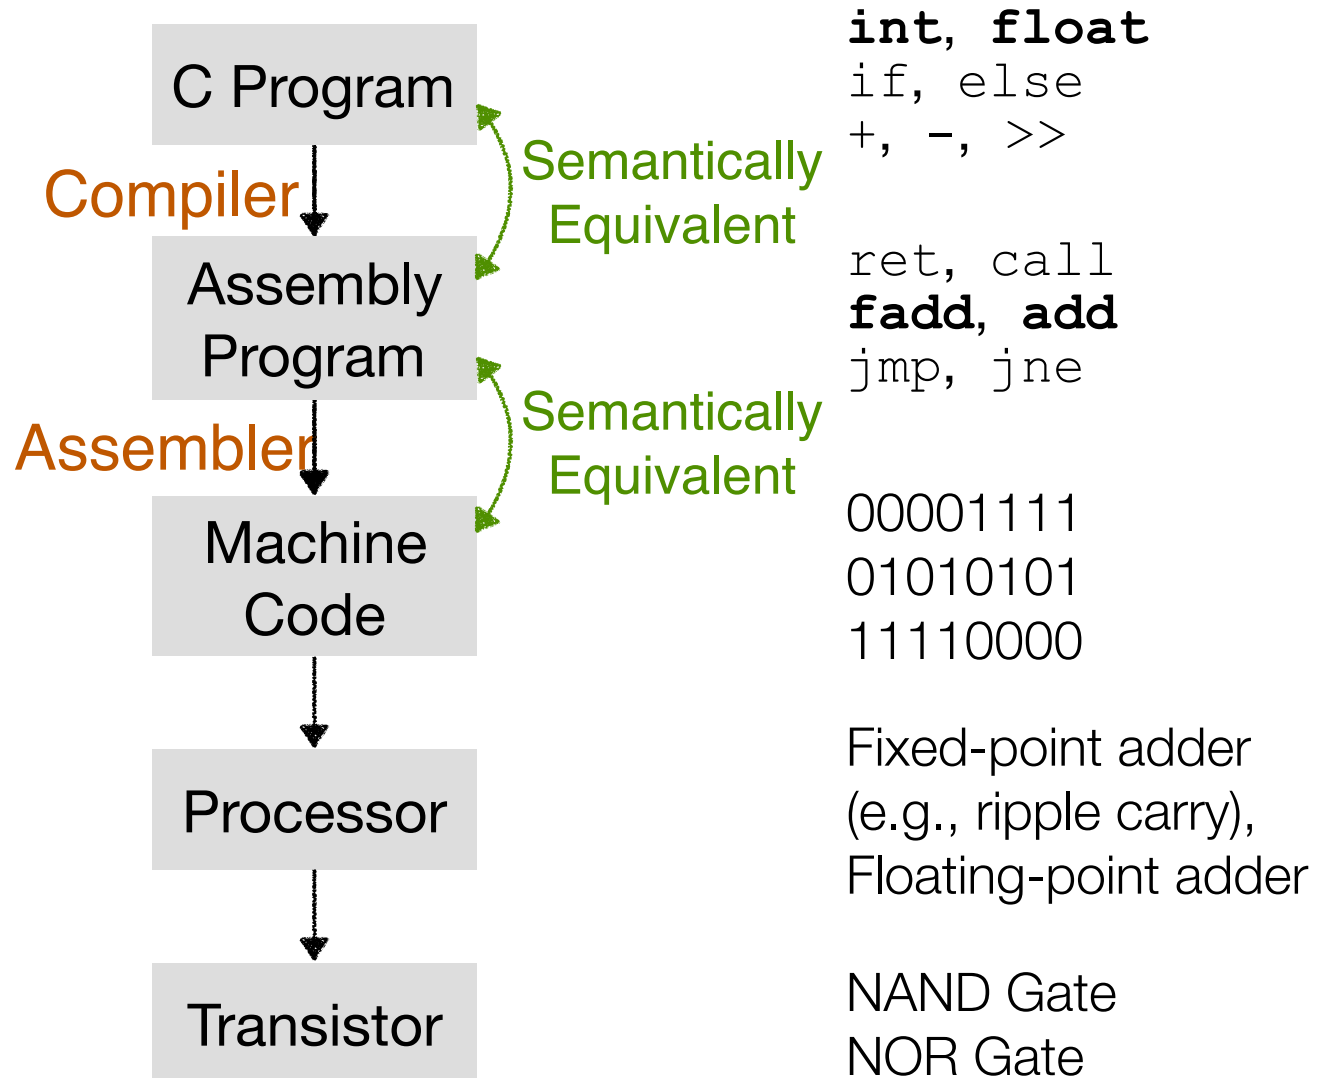 C Program
int, float
if, else
+, -, >>
Compiler
Semantically
Equivalent
Assembly
Program
ret, call
fadd, add
jmp, jne
Assembler
Semantically
Equivalent
Machine
Code
00001111
01010101
11110000
Processor
Fixed-point adder
(e.g., ripple carry),
Floating-point adder
Transistor
NAND Gate
NOR Gate